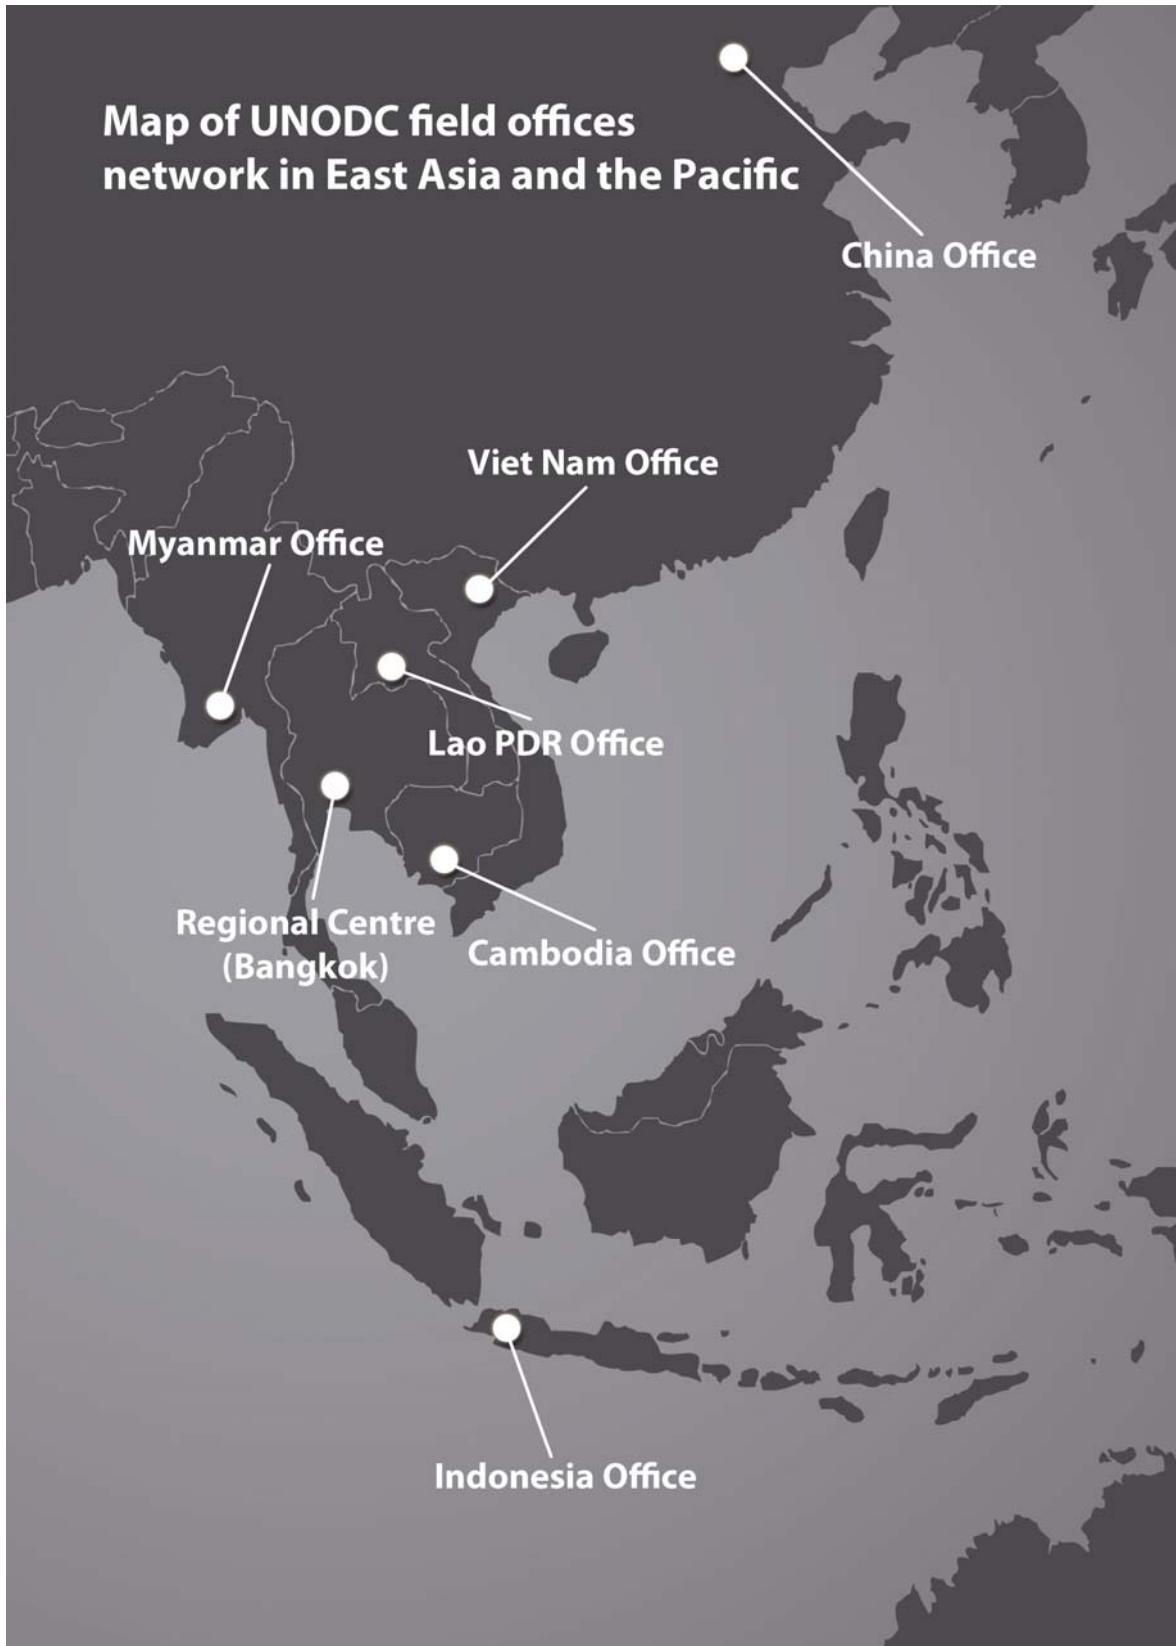 Map of UNODC field offices
network in East Asia and the Pacific
China Office
Viet Nam Office
Myanmar Office
Lao PDR Office
Regional Centre
(Bangkok)
Cambodia Office
Indonesia Office